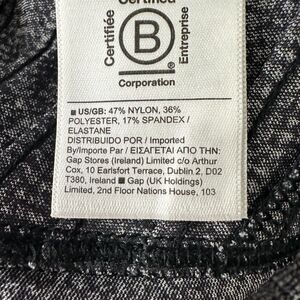 Certified
Certifiée
B
Entreprise
Corporation
■ US/GB: 47% NYLON, 36%
POLYESTER, 17% SPANDEX /
ELASTANE
DISTRIBUIDO POR / Imported
By/Importe Par / ΕΙΣΑΓΕΤΑΙ ΑΠΟ ΤΗΝ:
Gap Stores (Ireland) Limited c/o Arthur
Cox, 10 Earlsfort Terrace, Dublin 2, D02
T380, Ireland ■ Gap (UK Holdings)
Limited, 2nd Floor Nations House, 103